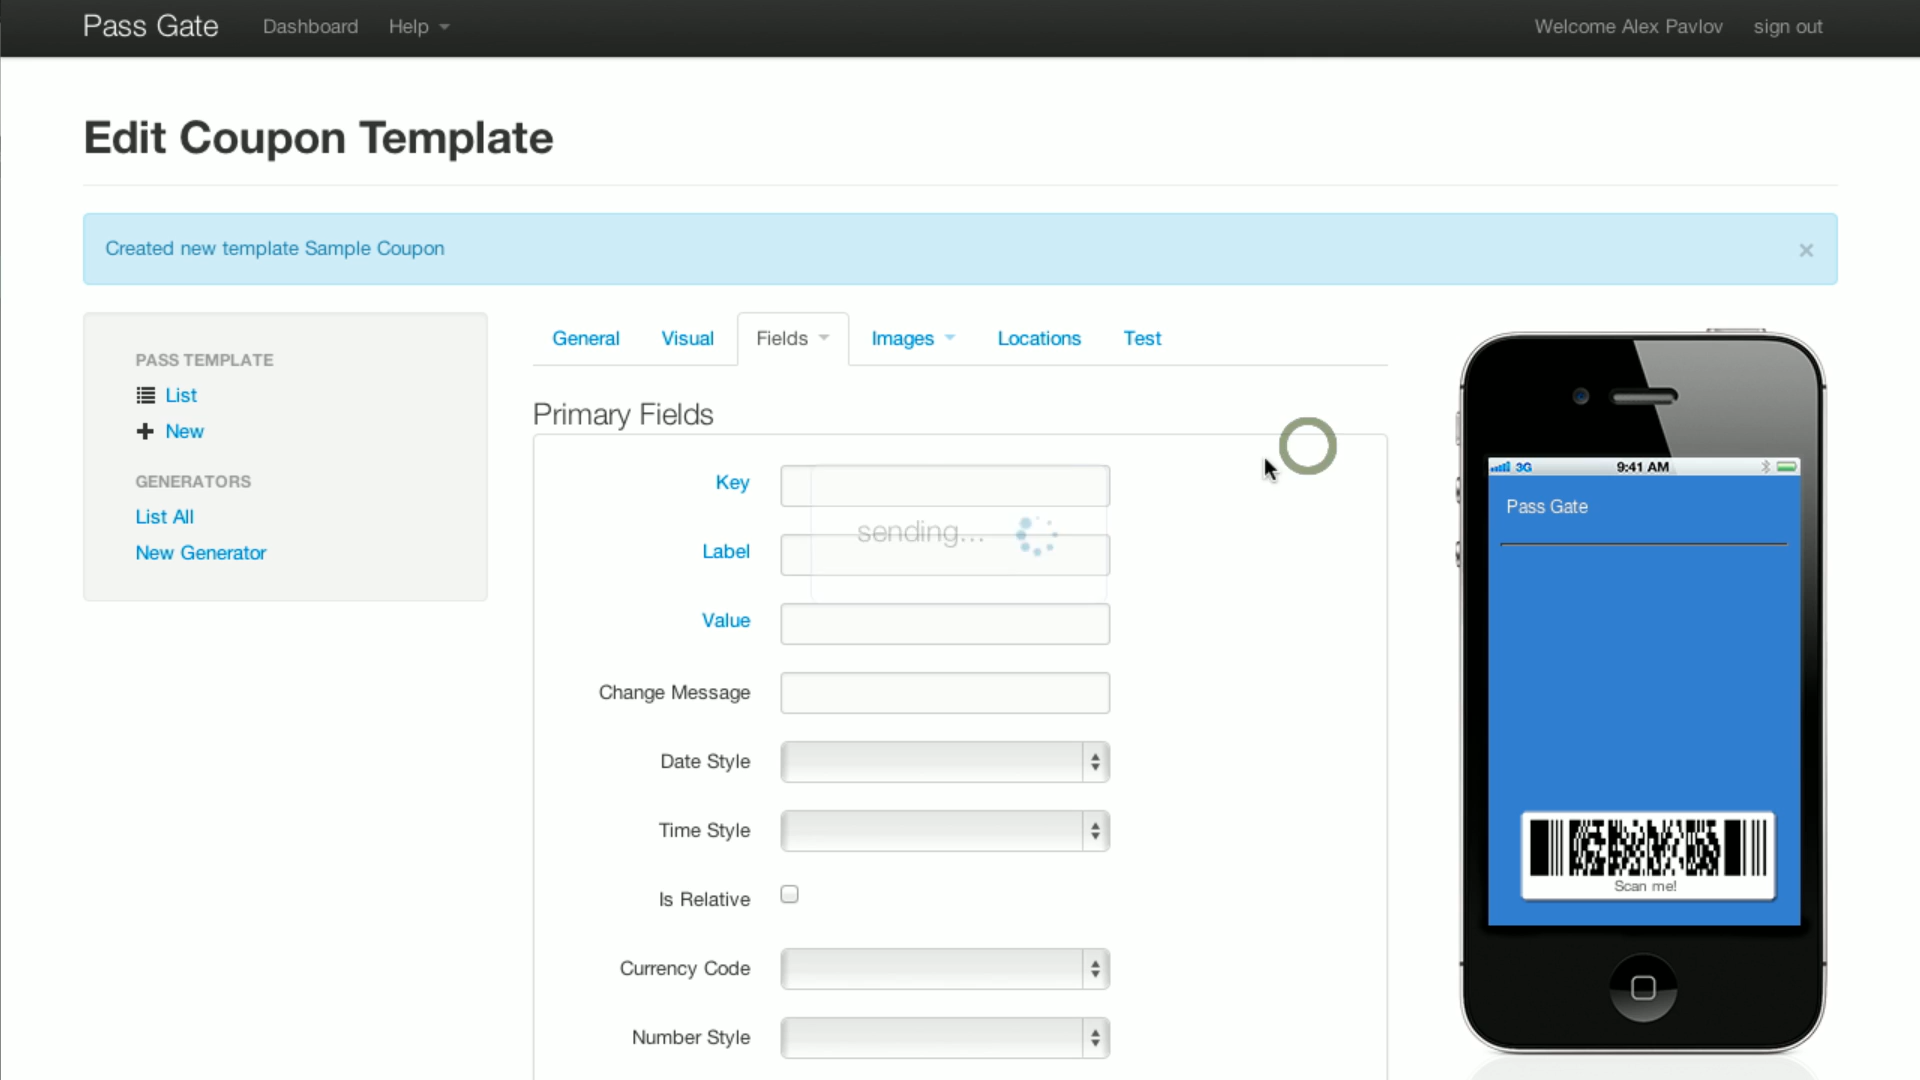 Pass Gate Dashboard Help Welcome Alex Pavlov sign out
Edit Coupon Template
Created new template Sample Coupon ×
PASS TEMPLATE
List
New
GENERATORS
List All
New Generator
General Visual Fields Images Locations Test
Primary Fields
Key
sending...
Label
Value
Change Message
Date Style
Time Style
Is Relative
Currency Code
Number Style
3G 9:41 AM
Pass Gate
Scan me!